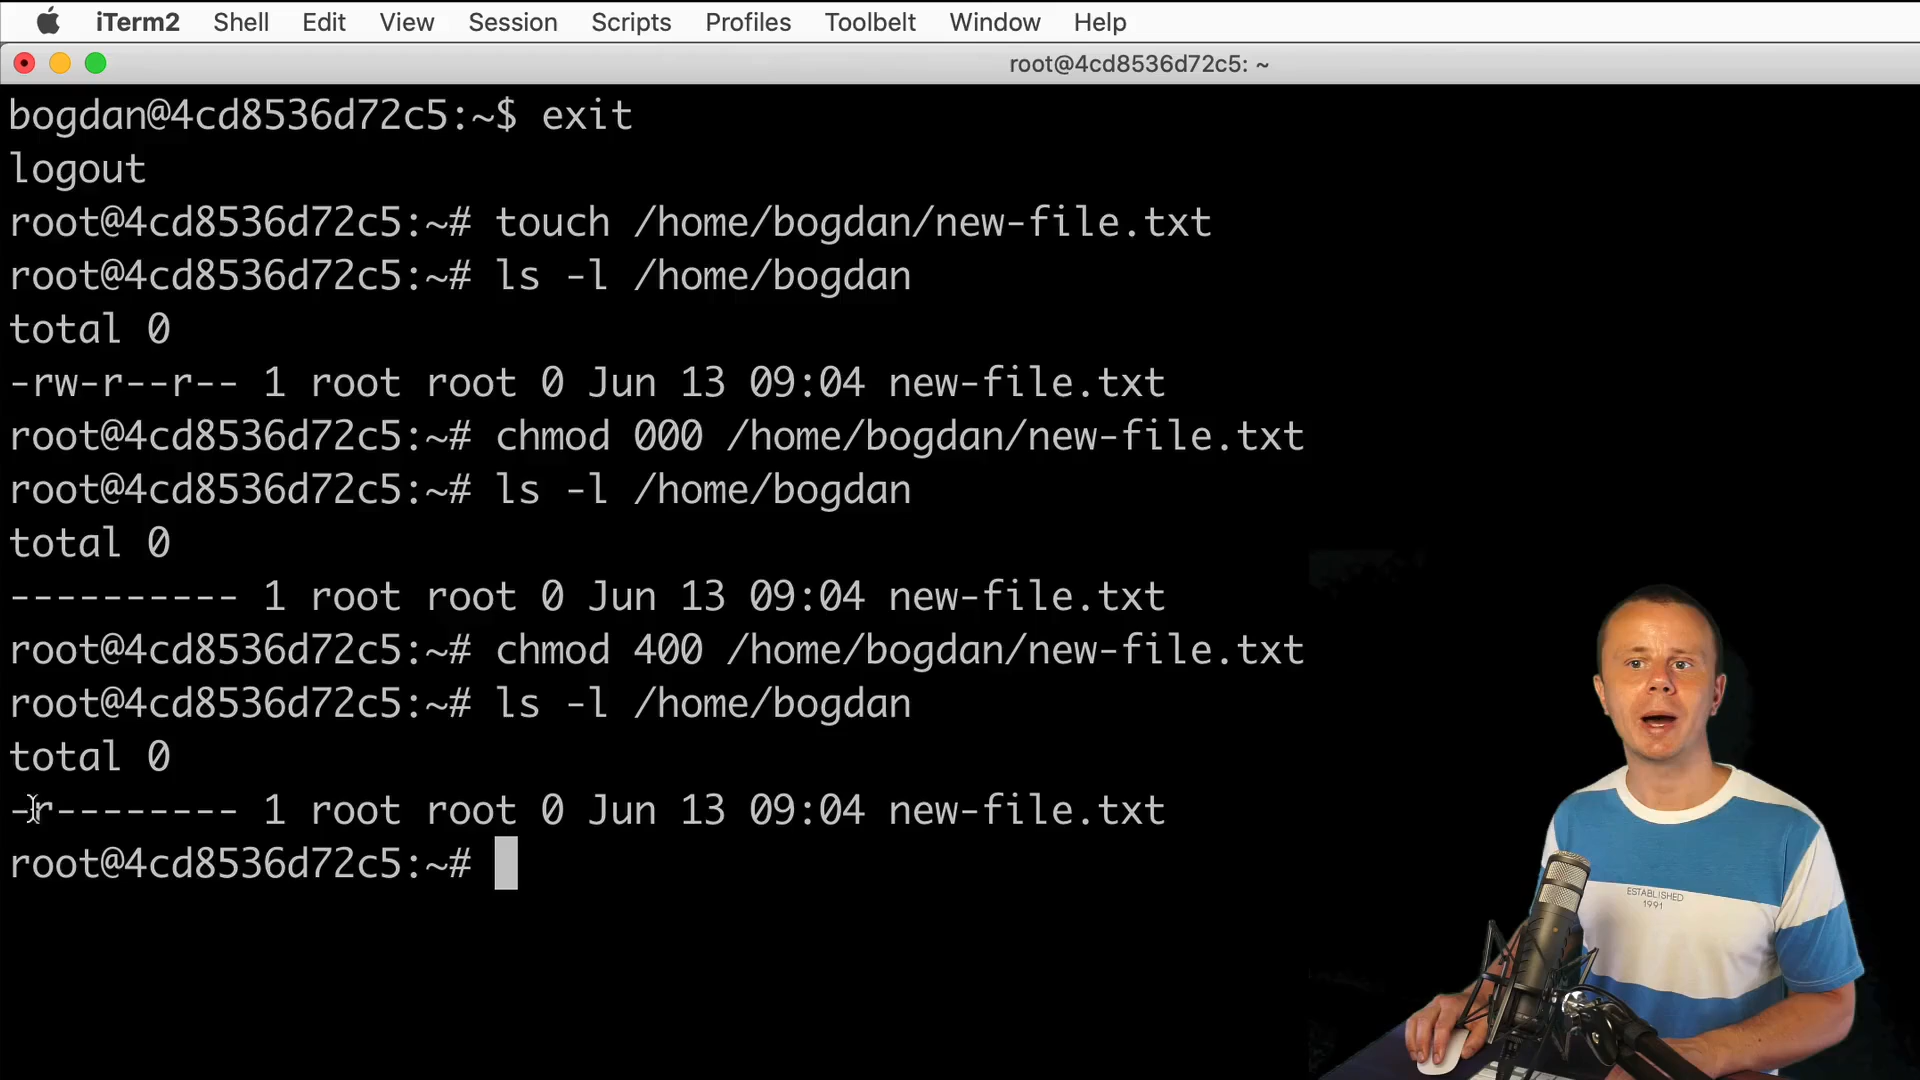 iTerm2 Shell Edit View Session Scripts Profiles Toolbelt Window Help
root@4cd8536d72c5: ~
bogdan@4cd8536d72c5:~$ exit
logout
root@4cd8536d72c5:~# touch /home/bogdan/new-file.txt
root@4cd8536d72c5:~# ls -l /home/bogdan
total 0
-rw-r--r-- 1 root root 0 Jun 13 09:04 new-file.txt
root@4cd8536d72c5:~# chmod 000 /home/bogdan/new-file.txt
root@4cd8536d72c5:~# ls -l /home/bogdan
total 0
---------- 1 root root 0 Jun 13 09:04 new-file.txt
root@4cd8536d72c5:~# chmod 400 /home/bogdan/new-file.txt
root@4cd8536d72c5:~# ls -l /home/bogdan
total 0
-r-------- 1 root root 0 Jun 13 09:04 new-file.txt
root@4cd8536d72c5:~#
ESTABLISHED
1991